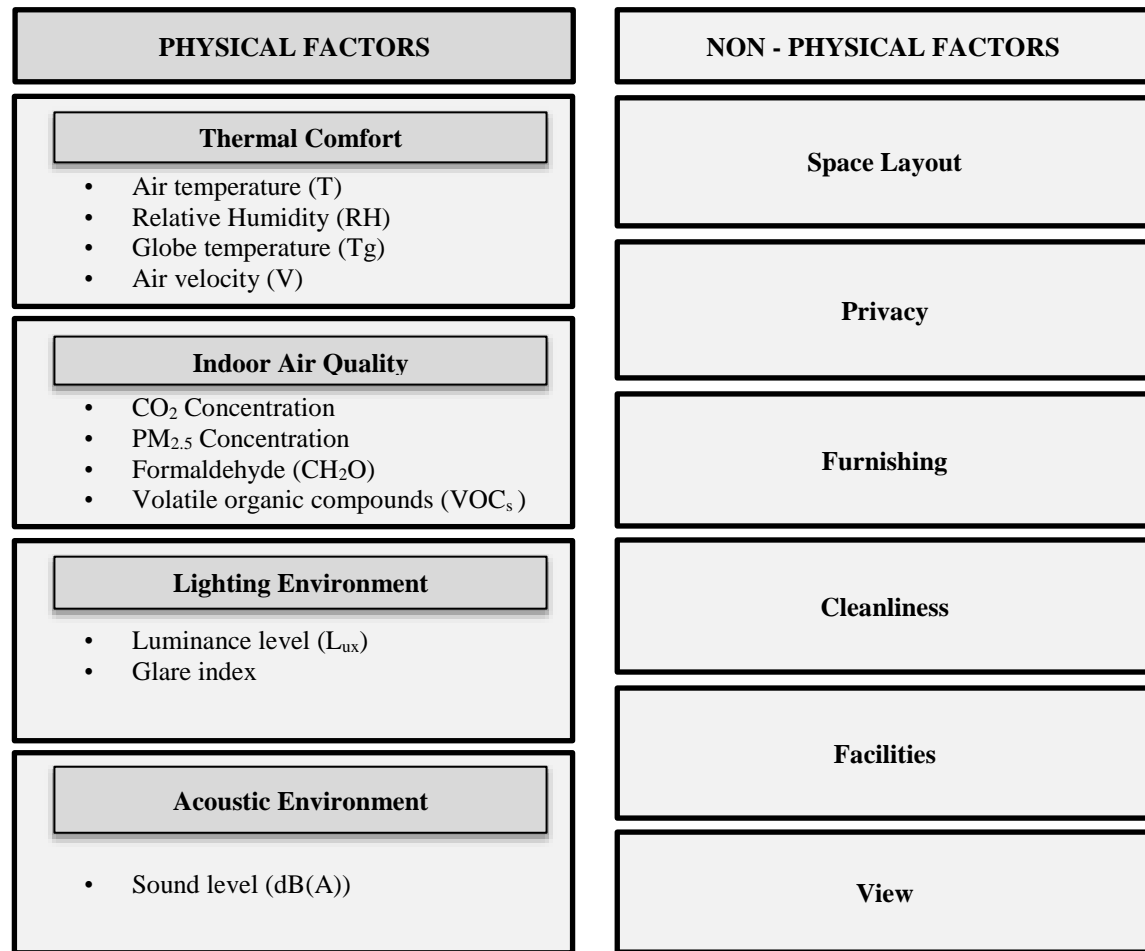 PHYSICAL FACTORS
Thermal Comfort
• Air temperature (T)
• Relative Humidity (RH)
• Globe temperature (Tg)
• Air velocity (V)
Indoor Air Quality
• CO₂ Concentration
• PM₂.₅ Concentration
• Formaldehyde (CH₂O)
• Volatile organic compounds (VOCₛ )
Lighting Environment
• Luminance level (Lᵤₓ)
• Glare index
Acoustic Environment
• Sound level (dB(A))
NON - PHYSICAL FACTORS
Space Layout
Privacy
Furnishing
Cleanliness
Facilities
View